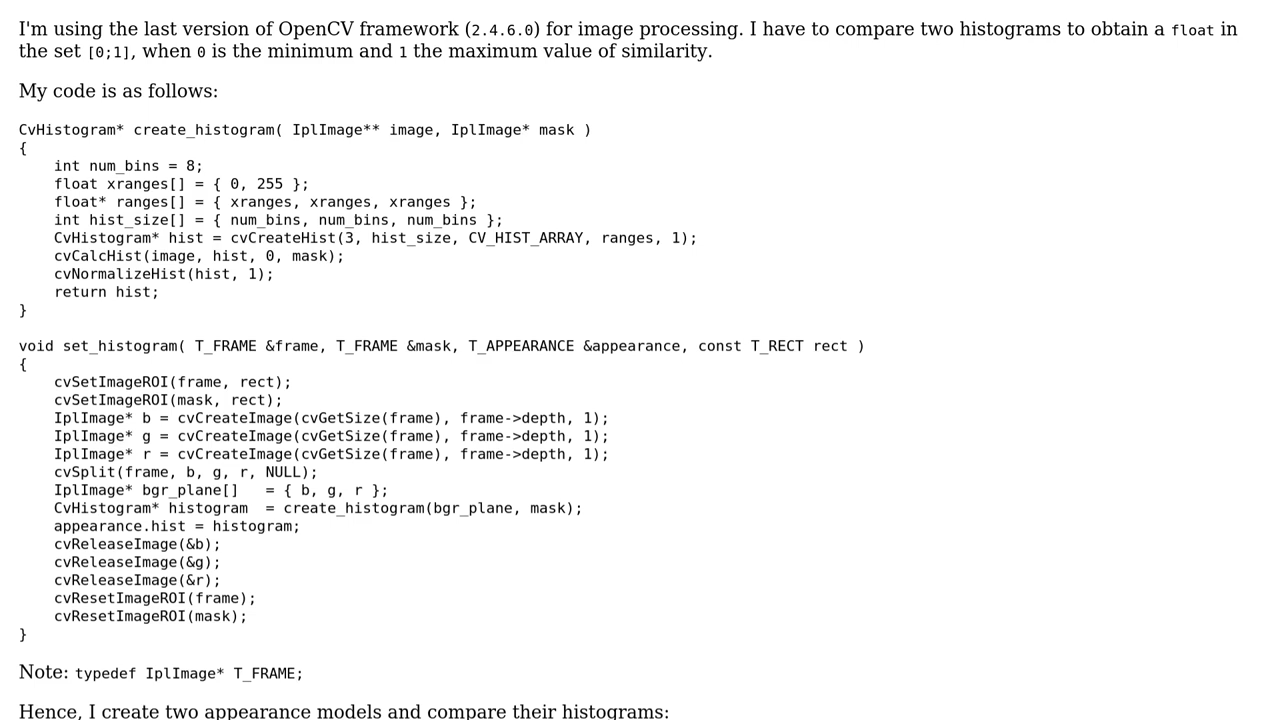 I'm using the last version of OpenCV framework (2.4.6.0) for image processing. I have to compare two histograms to obtain a float in
the set [0;1], when 0 is the minimum and 1 the maximum value of similarity.
My code is as follows:
CvHistogram* create_histogram( IplImage** image, IplImage* mask )
{
    int num_bins = 8;
    float xranges[] = { 0, 255 };
    float* ranges[] = { xranges, xranges, xranges };
    int hist_size[] = { num_bins, num_bins, num_bins };
    CvHistogram* hist = cvCreateHist(3, hist_size, CV_HIST_ARRAY, ranges, 1);
    cvCalcHist(image, hist, 0, mask);
    cvNormalizeHist(hist, 1);
    return hist;
}
void set_histogram( T_FRAME &frame, T_FRAME &mask, T_APPEARANCE &appearance, const T_RECT rect )
{
    cvSetImageROI(frame, rect);
    cvSetImageROI(mask, rect);
    IplImage* b = cvCreateImage(cvGetSize(frame), frame->depth, 1);
    IplImage* g = cvCreateImage(cvGetSize(frame), frame->depth, 1);
    IplImage* r = cvCreateImage(cvGetSize(frame), frame->depth, 1);
    cvSplit(frame, b, g, r, NULL);
    IplImage* bgr_plane[]   = { b, g, r };
    CvHistogram* histogram  = create_histogram(bgr_plane, mask);
    appearance.hist = histogram;
    cvReleaseImage(&b);
    cvReleaseImage(&g);
    cvReleaseImage(&r);
    cvResetImageROI(frame);
    cvResetImageROI(mask);
}
Note: typedef IplImage* T_FRAME;
Hence, I create two appearance models and compare their histograms: